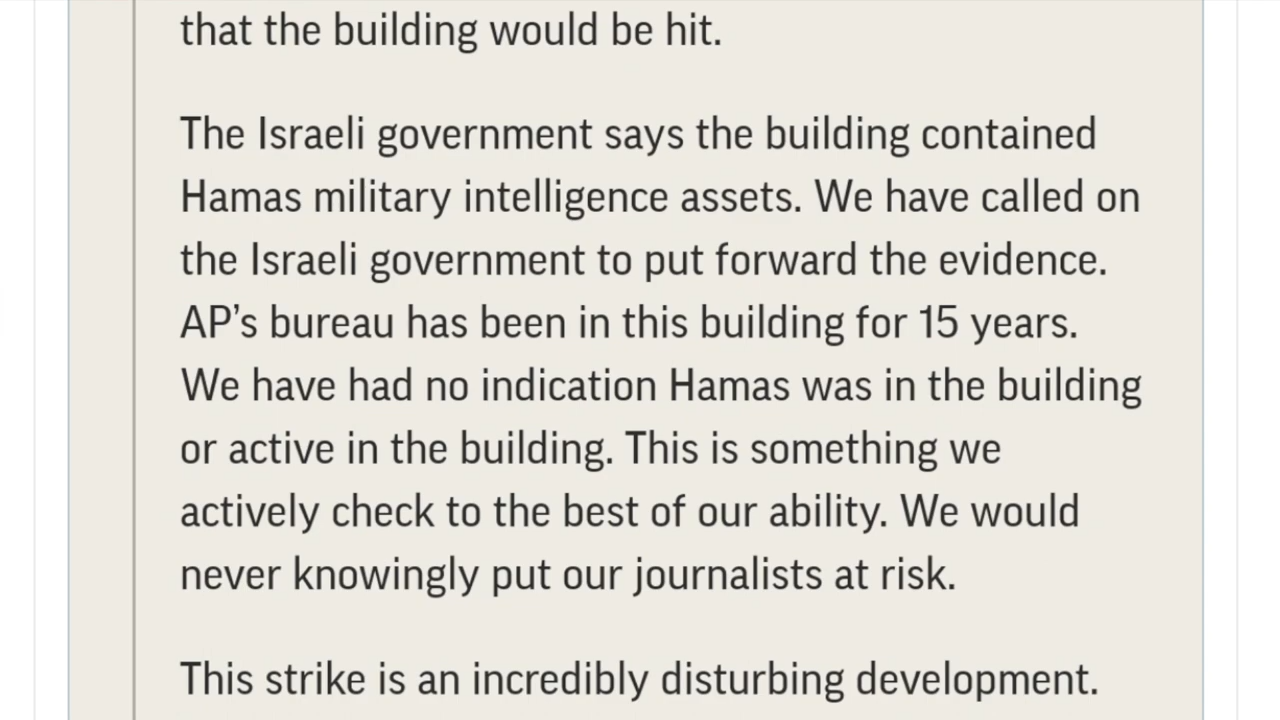 that the building would be hit.
The Israeli government says the building contained
Hamas military intelligence assets. We have called on
the Israeli government to put forward the evidence.
AP’s bureau has been in this building for 15 years.
We have had no indication Hamas was in the building
or active in the building. This is something we
actively check to the best of our ability. We would
never knowingly put our journalists at risk.
This strike is an incredibly disturbing development.